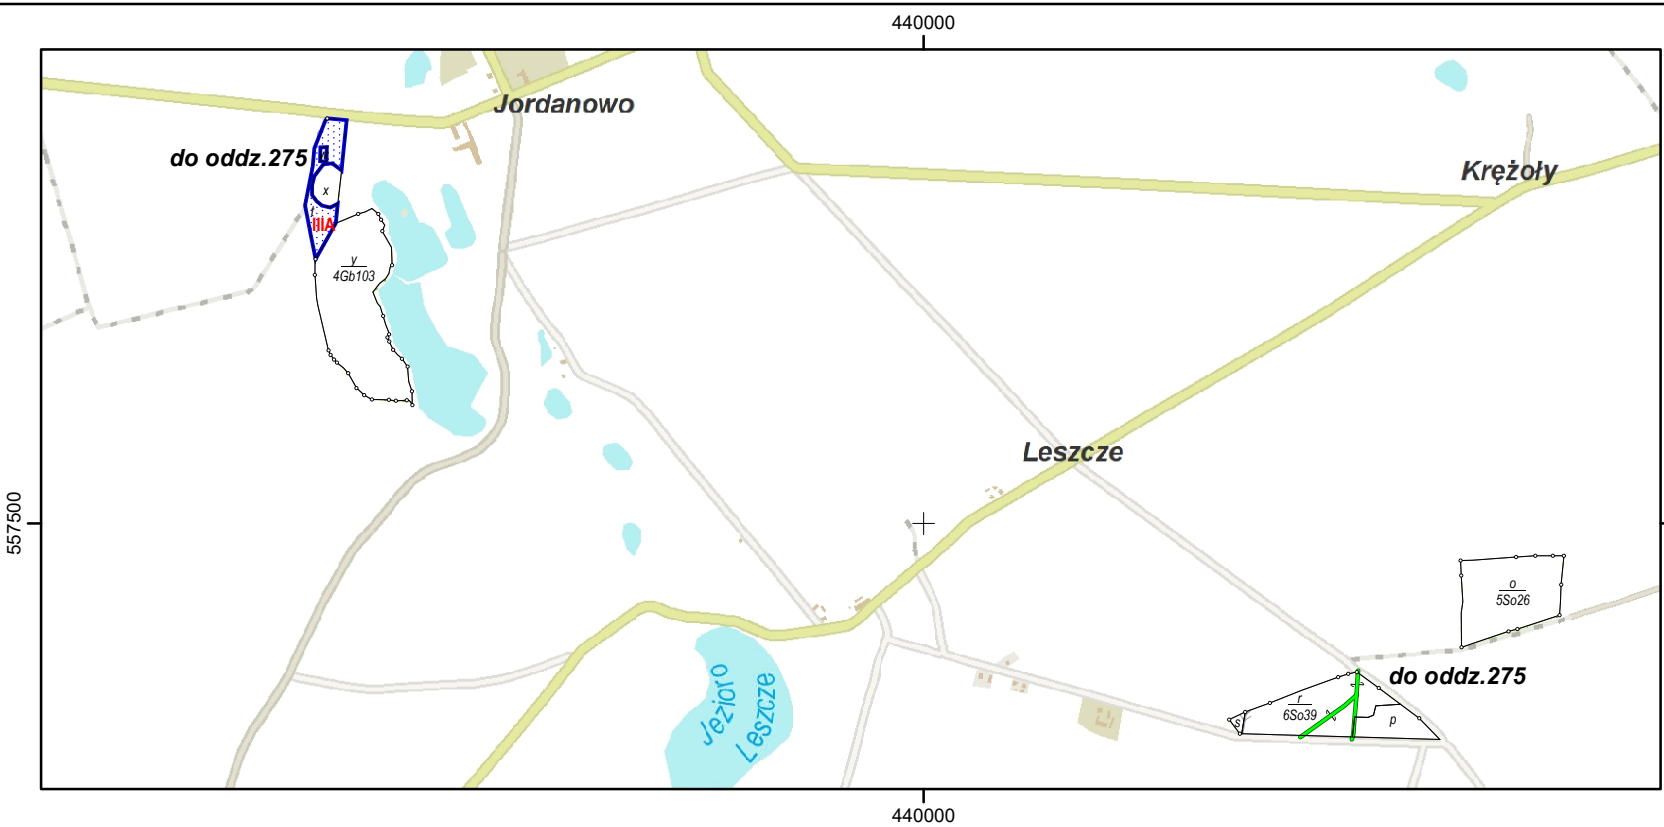 440000
Jordanowo
do oddz.275
x
IIIA
y
4Gb103
Krężoły
Leszcze
557500
o
5So26
Jezioro
Leszcze
do oddz.275
r
6So39
s
p
440000